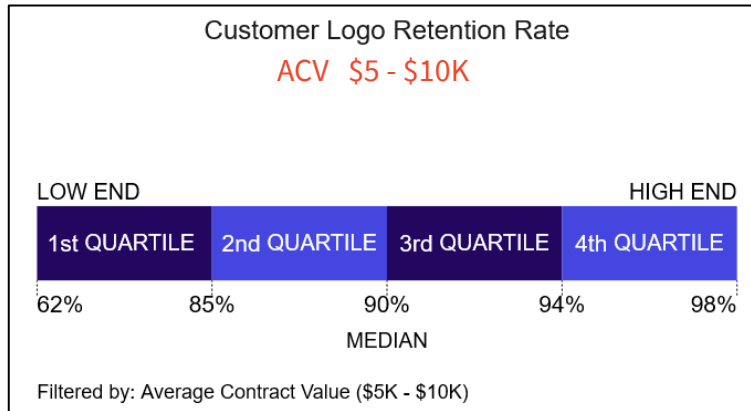 Customer Logo Retention Rate
ACV $5 - $10K
LOW END HIGH END
1st QUARTILE 2nd QUARTILE 3rd QUARTILE 4th QUARTILE
62% 85% 90% 94% 98%
MEDIAN
Filtered by: Average Contract Value ($5K - $10K)